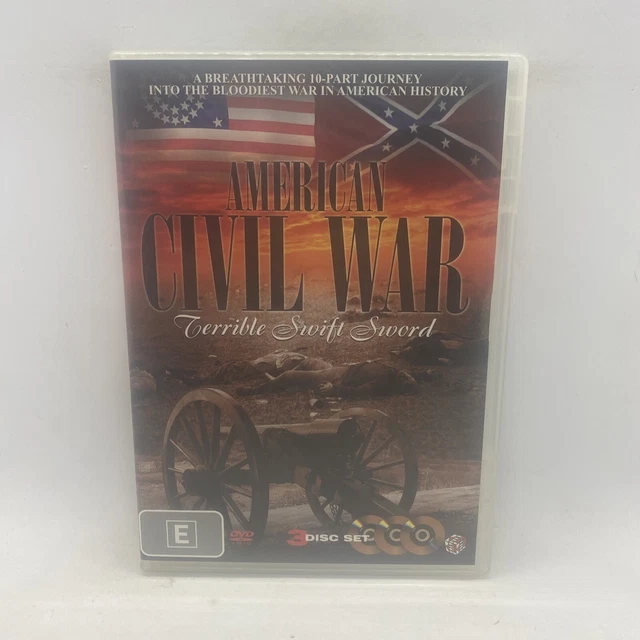 A BREATHTAKING 10-PART JOURNEY
INTO THE BLOODIEST WAR IN AMERICAN HISTORY
AMERICAN
CIVIL WAR
Terrible Swift Sword
E
DVD
3 DISC SET